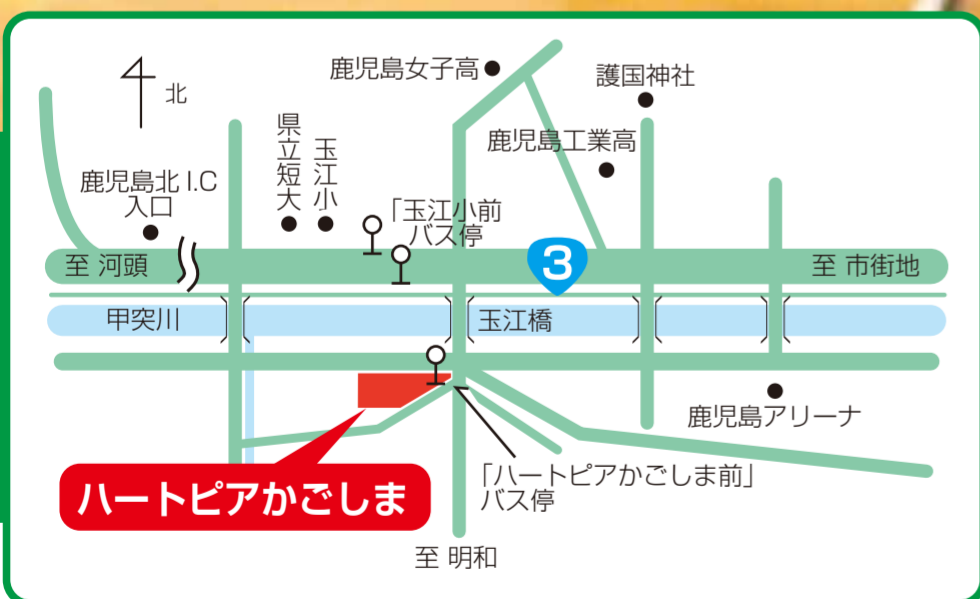 鹿児島女子高
護国神社
北
鹿児島工業高
県立短大
玉江小
鹿児島北I.C
入口
「玉江小前
バス停
3
至 河頭
至 市街地
甲突川
玉江橋
鹿児島アリーナ
ハートピアかごしま
「ハートピアかごしま前」
バス停
至 明和